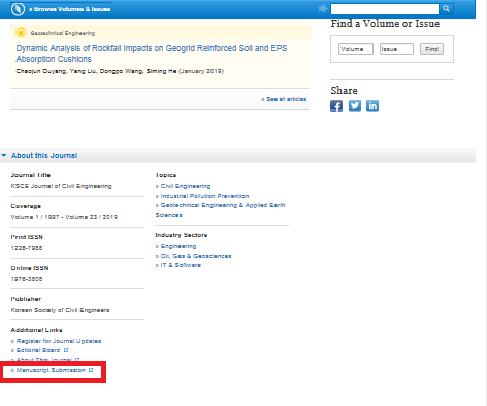 » Browse Volumes & Issues
Geotechnical Engineering
Dynamic Analysis of Rockfall Impacts on Geogrid Reinforced Soil and EPS
Absorption Cushions
Chaojun Ouyang, Yang Liu, Dongpo Wang, Siming He (January 2019)
» See all articles
Find a Volume or Issue
Volume
Issue
Find
Share
About this Journal
Journal Title
KSCE Journal of Civil Engineering
Coverage
Volume 1 / 1997 - Volume 23 / 2019
Print ISSN
1226-7988
Online ISSN
1976-3808
Publisher
Korean Society of Civil Engineers
Additional Links
» Register for Journal Updates
» Editorial Board
» About This Journal
» Manuscript Submission
Topics
» Civil Engineering
» Industrial Pollution Prevention
» Geotechnical Engineering & Applied Earth
Sciences
Industry Sectors
» Engineering
» Oil, Gas & Geosciences
» IT & Software